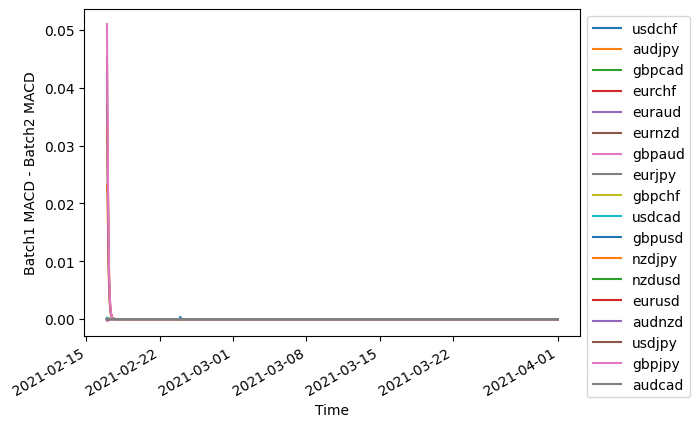 0.05
0.04
0.03
0.02
0.01
0.00
Batch1 MACD - Batch2 MACD
2021-02-15
2021-02-22
2021-03-01
2021-03-08
2021-03-15
2021-03-22
2021-04-01
Time
usdchf
audjpy
gbpcad
eurchf
euraud
eurnzd
gbpaud
eurjpy
gbpchf
usdcad
gbpusd
nzdjpy
nzdusd
eurusd
audnzd
usdjpy
gbpjpy
audcad